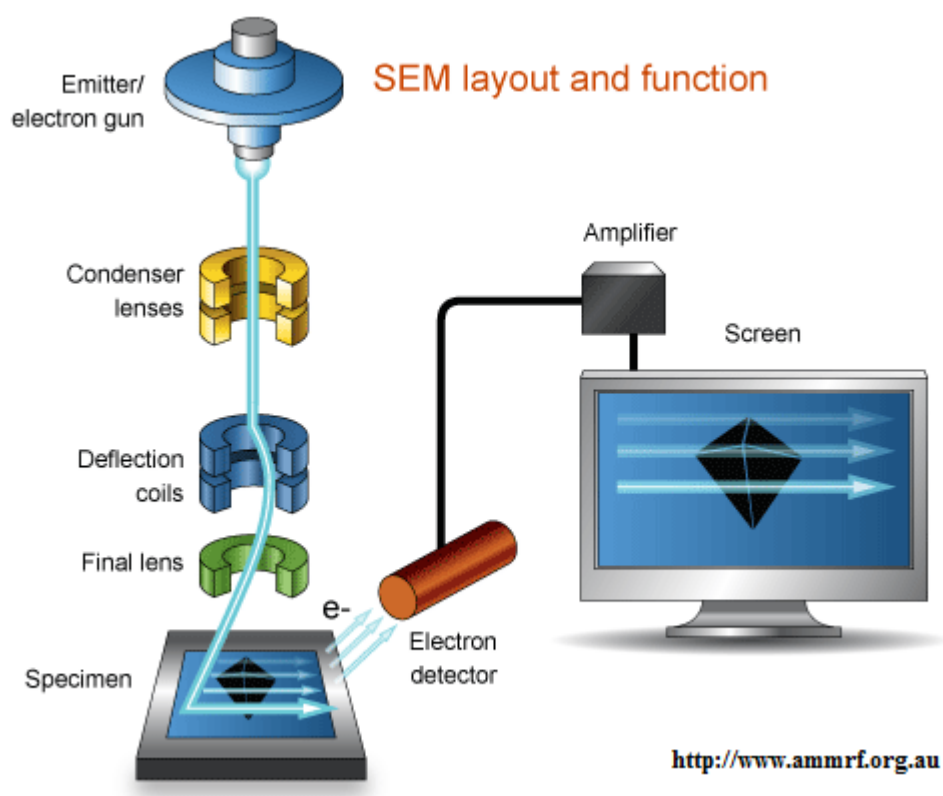 SEM layout and function
Emitter/
electron gun
Condenser
lenses
Amplifier
Screen
Deflection
coils
Final lens
e-
Electron
detector
Specimen
http://www.ammrf.org.au